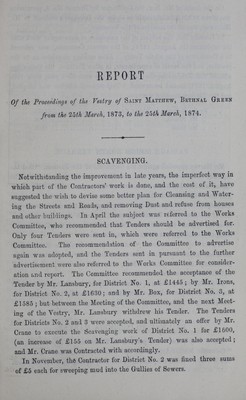 REPORT
Of the Proceedings of the Vestry of SAINT MATTHEW, BETHNAL GREEN
from the 25th March, 1873, to the 25th March, 1874.
SCAVENGING.
Notwithstanding the improvement in late years, the imperfect way in
which part of the Contractors' work is done, and the cost of it, have
suggested the wish to devise some better plan for Cleansing and Water-
ing the Streets and Roads, and removing Dust and refuse from houses
and other buildings. In April the subject was referred to the Works
Committee, who recommended that Tenders should be advertised for.
Only four Tenders were sent in, which were referred to the Works
Committee. The recommendation of the Committee to advertise
again was adopted, and the Tenders sent in pursuant to the further
advertisement were also referred to the Works Committee for consider-
ation and report. The Committee recommended the acceptance of the
Tender by Mr. Lansbury, for District No. 1, at £1445; by Mr. Irons,
for District No. 2, at £1630; and by Mr. Box, for District No. 3, at
£1385; but between the Meeting of the Committee, and the next Meet-
ing of the Vestry, Mr. Lansbury withdrew his Tender. The Tenders
for Districts No. 2 and 3 were accepted, and ultimately an offer by Mr.
Crane to execute the Scavenging work of District No. 1 for £1600,
(an increase of £155 on Mr. Lansbury's Tender) was also accepted;
and Mr. Crane was Contracted with accordingly.
In November, the Contractor for District No. 2 was fined three sums
of £5 each for sweeping mud into the Gullies of Sewers.